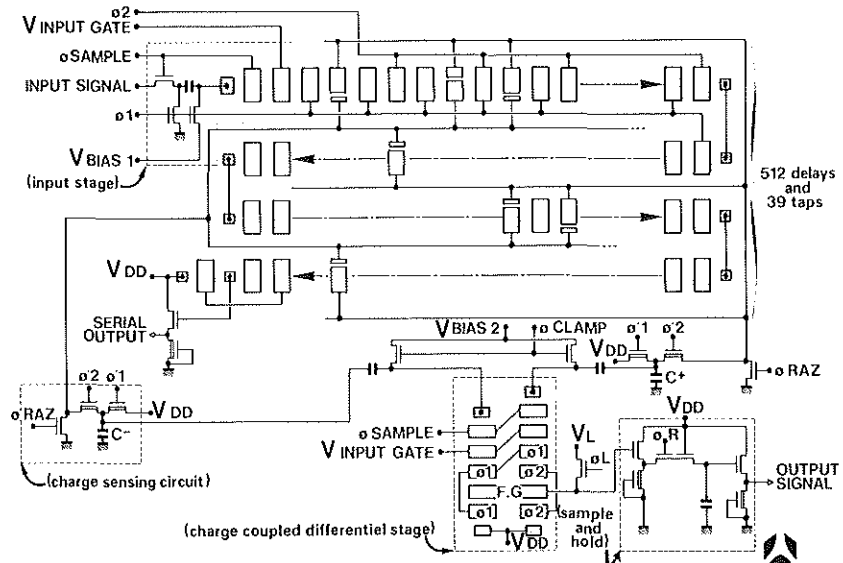 ø2
V INPUT GATE
ø SAMPLE
INPUT SIGNAL
ø1
V BIAS 1
(input stage)
512 delays
and
39 taps
V DD
SERIAL
OUTPUT
V BIAS 2
ø CLAMP
ø'1
ø'2
V DD
C+
ø RAZ
ø'2
ø'1
ø RAZ
V DD
C-
(charge sensing circuit)
ø SAMPLE
V INPUT GATE
ø1
ø1
ø2
F.G
ø1
ø2
V DD
(charge coupled differentiel stage)
V L
ø L
(sample
and
hold)
V DD
ø R
OUTPUT
SIGNAL